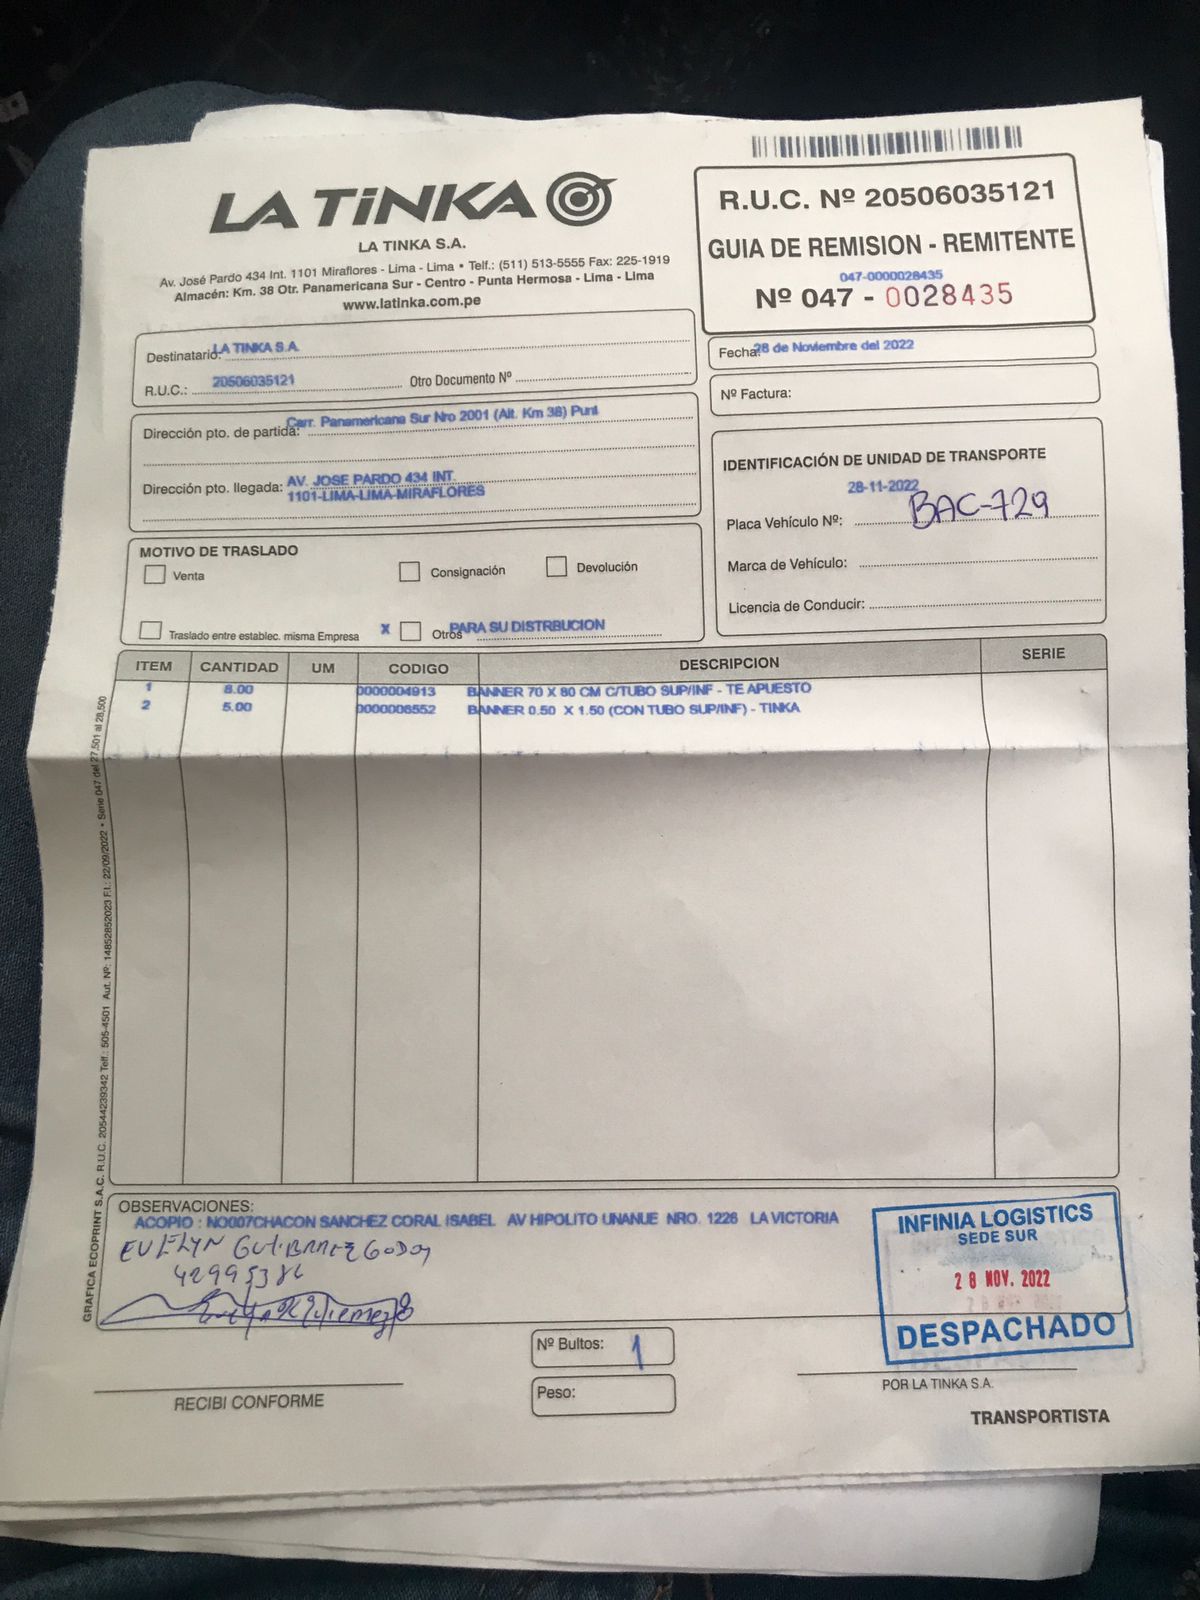 LA TiNKA
LA TINKA S.A.
Av. José Pardo 434 Int. 1101 Miraflores - Lima - Lima • Telf.: (511) 513-5555 Fax: 225-1919
Almacén: Km. 38 Otr. Panamericana Sur - Centro - Punta Hermosa - Lima - Lima
www.latinka.com.pe
R.U.C. Nº 20506035121
GUIA DE REMISION - REMITENTE
047-0000028435
Nº 047 - 0028435
Destinatario: LA TINKA S.A.
R.U.C.: 20506035121 Otro Documento Nº
Fecha: 28 de Noviembre del 2022
Nº Factura:
Dirección pto. de partida: Carr. Panamericana Sur Nro 2001 (Alt. Km 38) Punt
Dirección pto. llegada: AV. JOSE PARDO 434 INT.
1101-LIMA-LIMA-MIRAFLORES
IDENTIFICACIÓN DE UNIDAD DE TRANSPORTE
28-11-2022
Placa Vehículo Nº: BAC-729
Marca de Vehículo:
Licencia de Conducir:
MOTIVO DE TRASLADO
Venta Consignación Devolución
Traslado entre establec. misma Empresa X Otros PARA SU DISTRBUCION
ITEM CANTIDAD UM CODIGO DESCRIPCION SERIE
1 8.00 0000004913 BANNER 70 X 80 CM C/TUBO SUP/INF - TE APUESTO
2 5.00 0000006552 BANNER 0.50 X 1.50 (CON TUBO SUP/INF) - TINKA
GRAFICA ECOPRINT S.A.C. R.U.C. 20544239342 Telf.: 505-4501 Aut. Nº: 14852852023 F.I.: 22/09/2022 • Serie 047 del 27,501 al 28,500
OBSERVACIONES:
ACOPIO : NO007CHACON SANCHEZ CORAL ISABEL AV HIPOLITO UNANUE NRO. 1226 LA VICTORIA
EVELYN GUTIERREZ GODOY
42995386
INFINIA LOGISTICS
SEDE SUR
28 NOV. 2022
DESPACHADO
Nº Bultos: 1
Peso:
RECIBI CONFORME
POR LA TINKA S.A.
TRANSPORTISTA